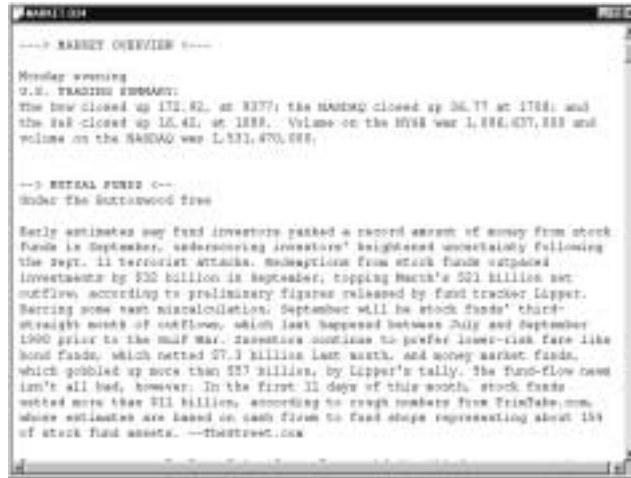 ---> MARKET OVERVIEW <---
Monday evening
U.S. TRADING SUMMARY:
The Dow closed up 172.92, at 9377; the NASDAQ closed up 36.77 at 1708; and
the S&P closed up 16.42, at 1089. Volume on the NYSE was and
volume on the NASDAQ was 1,531,470,000.
--> MUTUAL FUNDS <--
Under the Buttonwood Tree
Early estimates say fund investors yanked a record amount of money from stock
funds in September, underscoring investors' heightened uncertainty following
the Sept. 11 terrorist attacks. Redemptions from stock funds outpaced
investments by $32 billion in September, topping March's $21 billion net
outflow, according to preliminary figures released by fund tracker Lipper.
Barring some vast miscalculation, September will be stock funds' third-
straight month of outflows, which last happened between July and September
1990 prior to the Gulf War. Investors continue to prefer lower-risk fare like
bond funds, which netted $7.3 billion last month, and money market funds,
which gobbled up more than $57 billion, by Lipper's tally. The fund-flow news
isn't all bad, however. In the first 11 days of this month, stock funds
netted more than $11 billion, according to rough numbers from TrimTabs.com,
whose estimates are based on cash flows to fund shops representing about 15%
of stock fund assets. --TheStreet.com